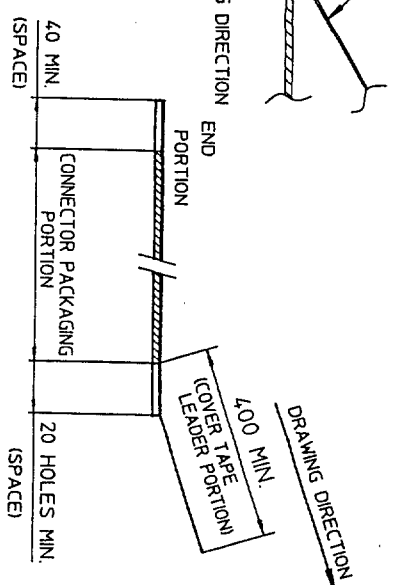 G DIRECTION
END
PORTION
40 MIN.
(SPACE)
CONNECTOR PACKAGING
PORTION
20 HOLES MIN.
(SPACE)
400 MIN.
(COVER TAPE
LEADER PORTION)
DRAWING DIRECTION